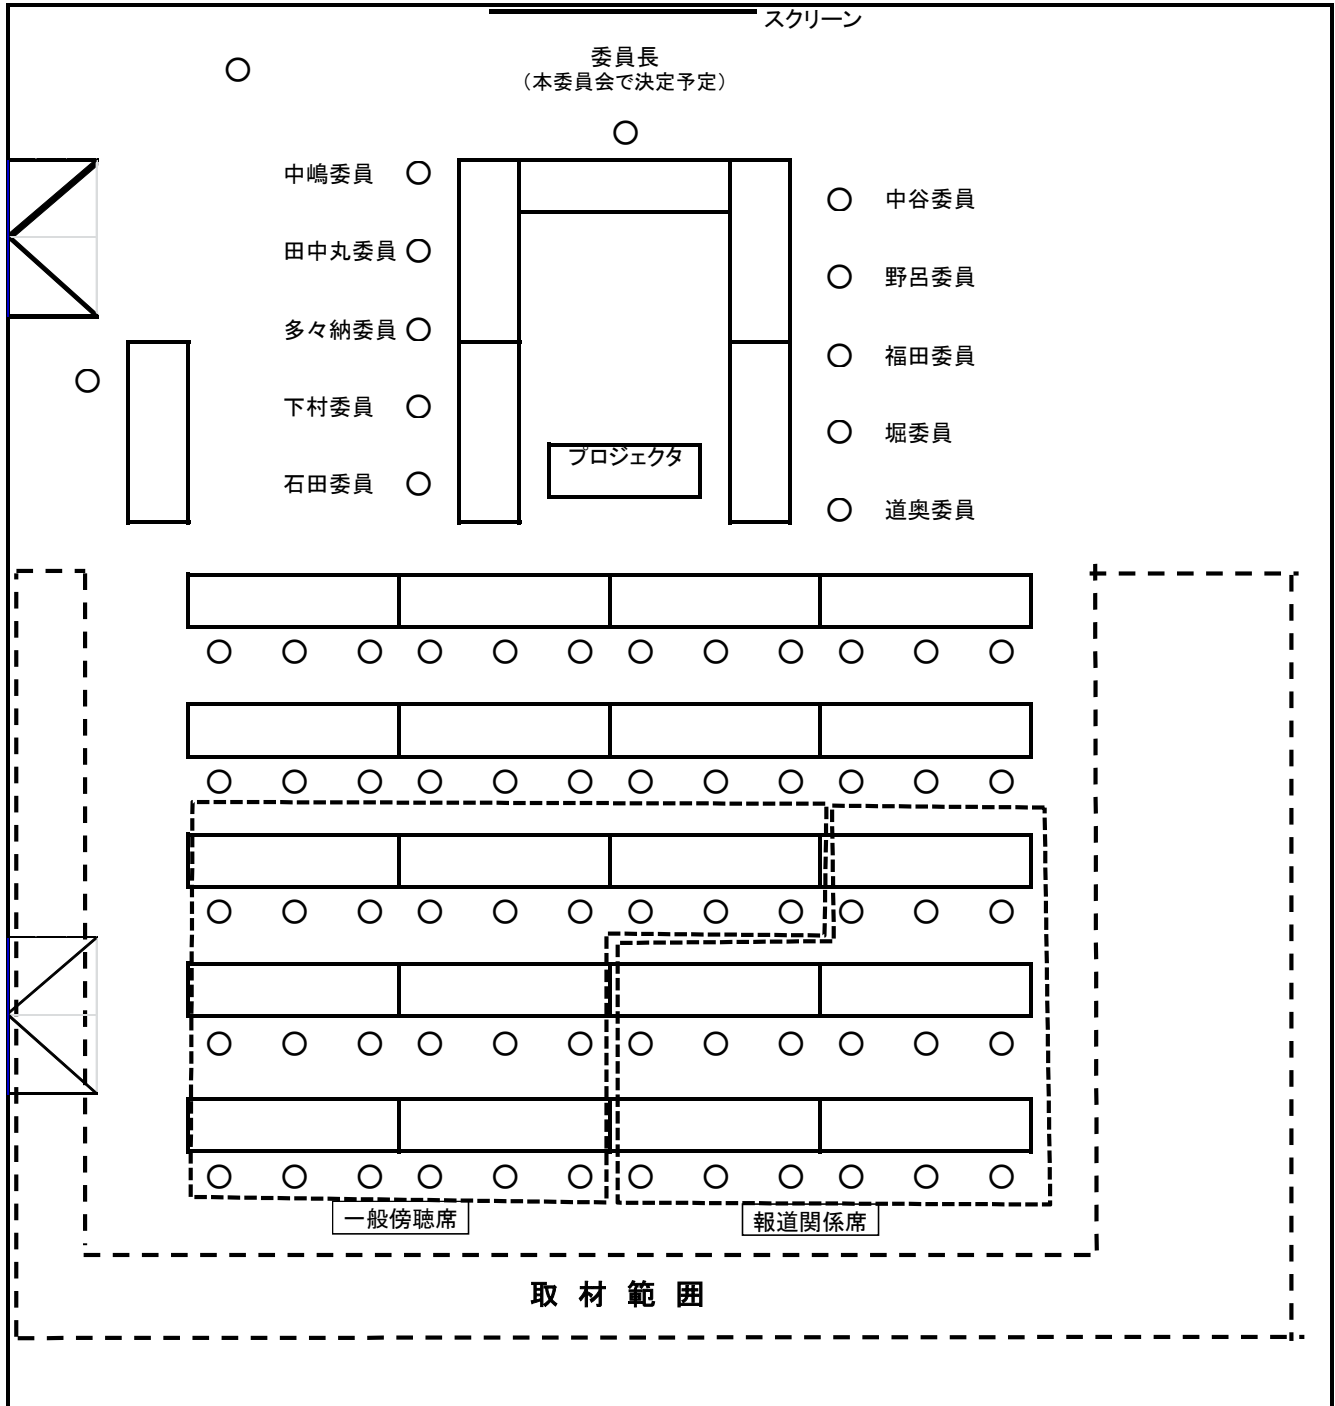 スクリーン
委員長
（本委員会で決定予定）
中嶋委員
中谷委員
田中丸委員
野呂委員
多々納委員
福田委員
下村委員
堀委員
プロジェクタ
石田委員
道奥委員
一般傍聴席
報道関係席
取材範囲